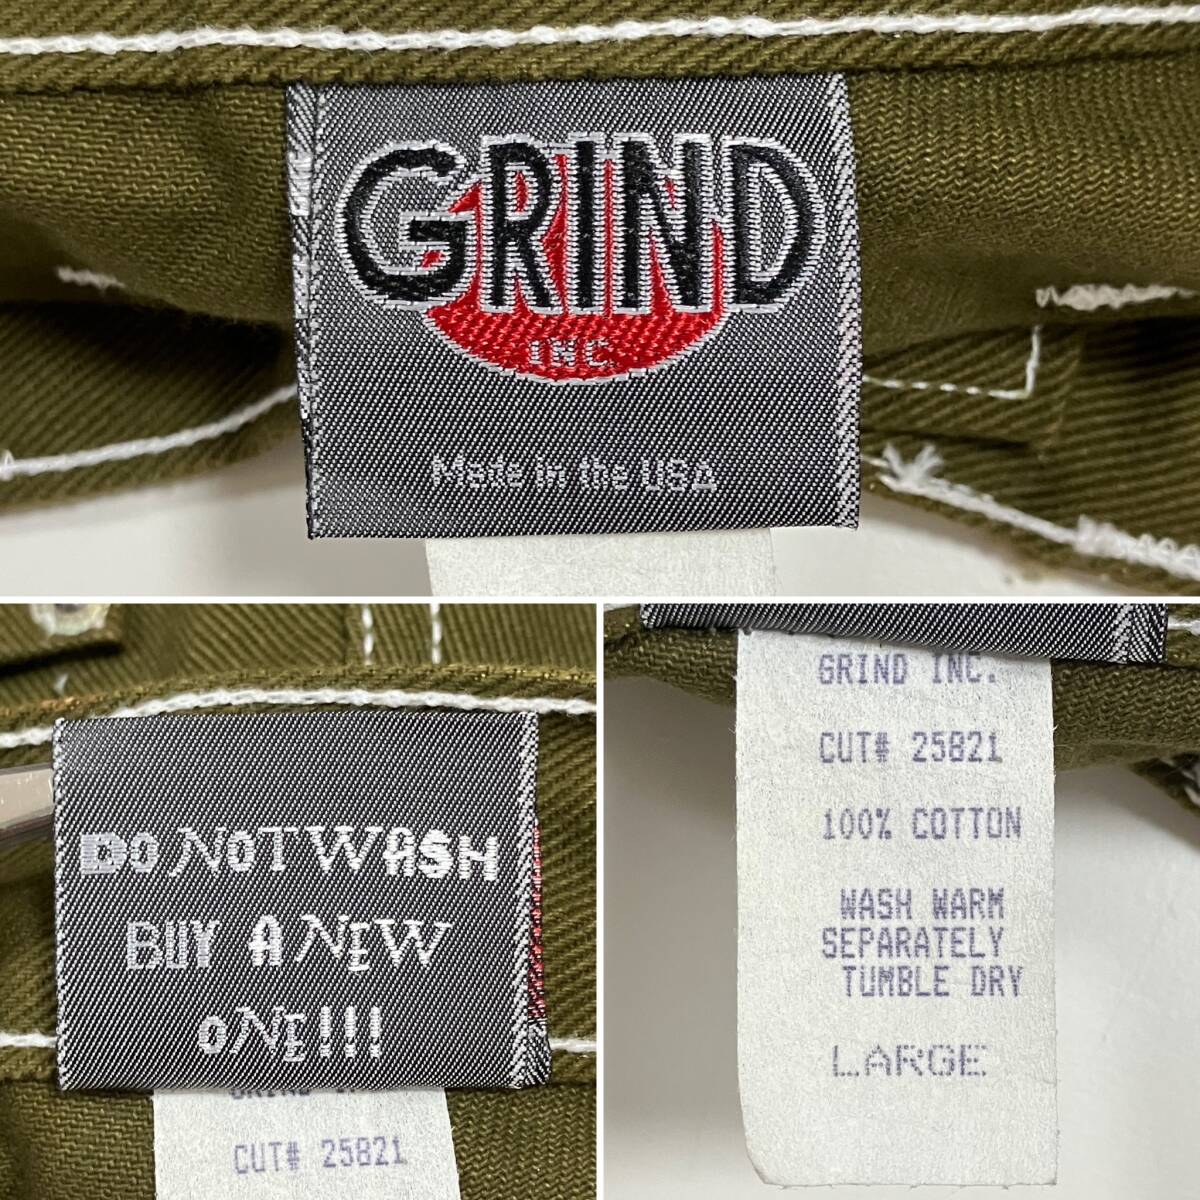 GRIND
INC.
Made in the USA
DO NOT WASH
BUY A NEW
ONE!!!
CUT# 25821
GRIND INC.
CUT# 25821
100% COTTON
WASH WARM
SEPARATELY
TUMBLE DRY
LARGE